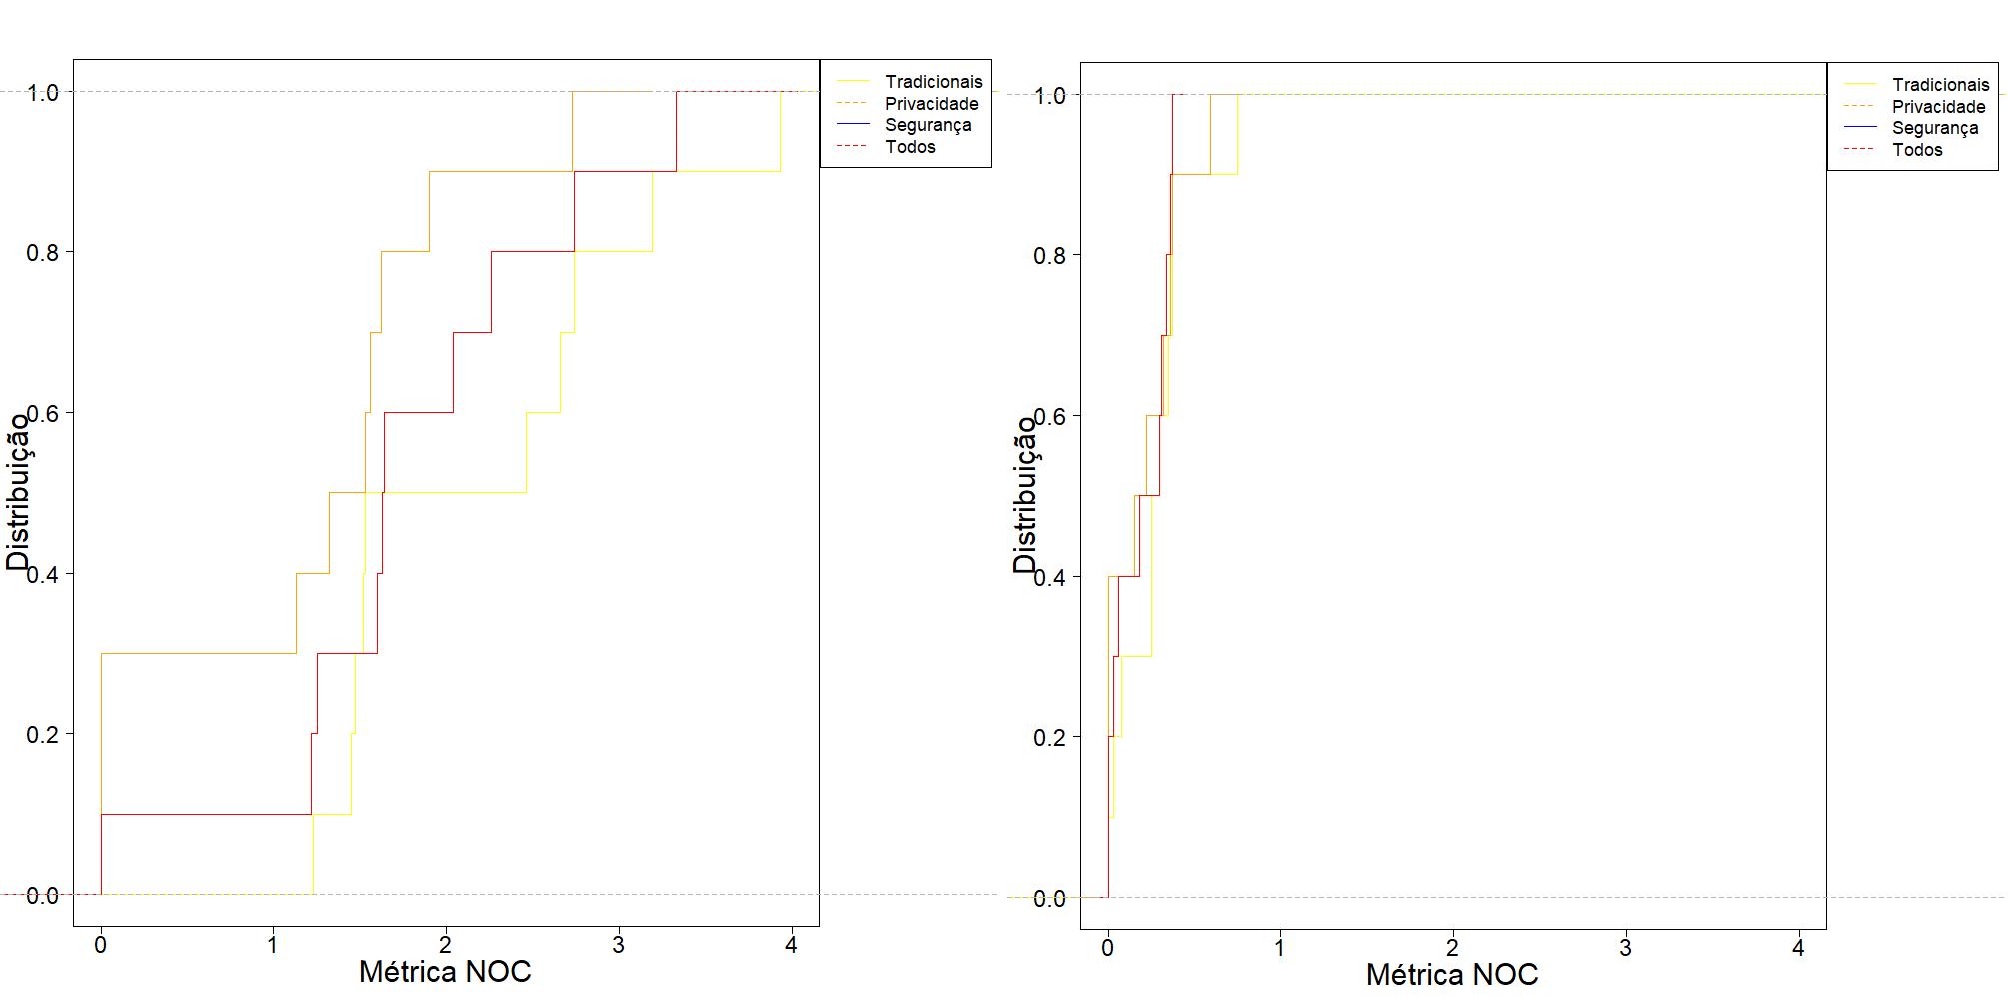 Tradicionais
Privacidade
Segurança
Todos
1.0
0.8
0.6
0.4
0.2
0.0
Distribuição
0 1 2 3 4
Métrica NOC
Tradicionais
Privacidade
Segurança
Todos
1.0
0.8
0.6
0.4
0.2
0.0
Distribuição
0 1 2 3 4
Métrica NOC